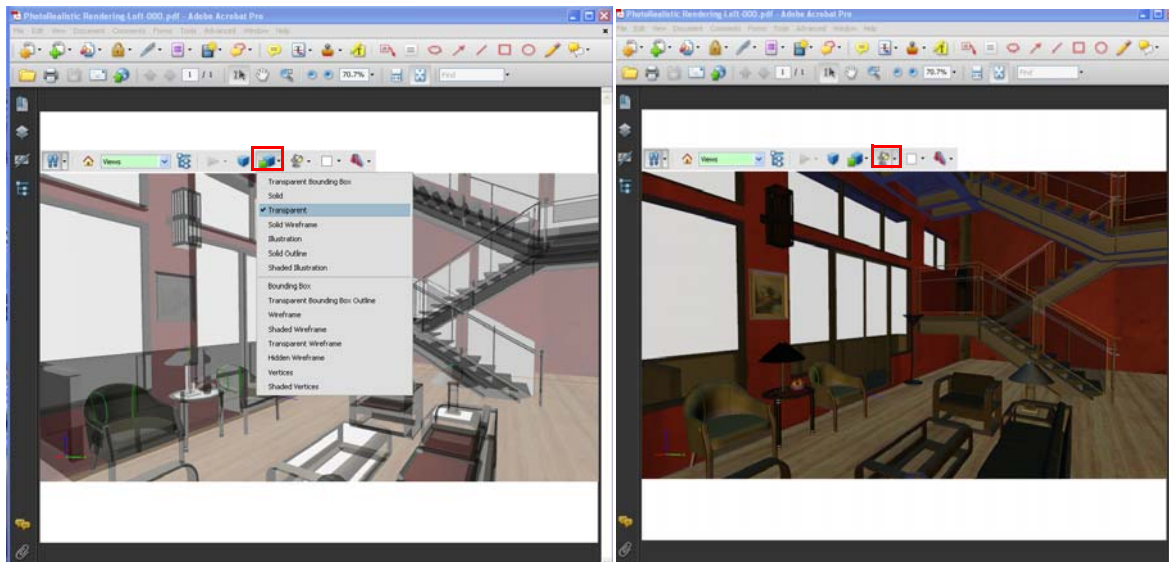 PhotoRealistic Rendering-Loft-000.pdf - Adobe Acrobat Pro
File Edit View Document Comments Forms Tools Advanced Window Help
1 / 1
70.7%
Find
Views
Transparent Bounding Box
Solid
Transparent
Solid Wireframe
Illustration
Solid Outline
Shaded Illustration
Bounding Box
Transparent Bounding Box Outline
Wireframe
Shaded Wireframe
Transparent Wireframe
Hidden Wireframe
Vertices
Shaded Vertices
PhotoRealistic Rendering-Loft-000.pdf - Adobe Acrobat Pro
File Edit View Document Comments Forms Tools Advanced Window Help
1 / 1
70.7%
Find
Views